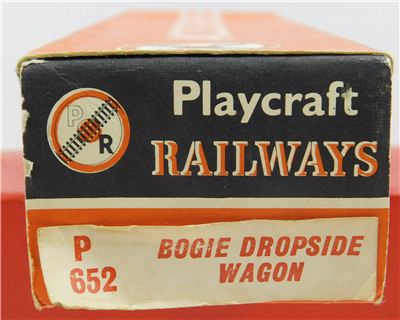 P
R
Playcraft
RAILWAYS
P
652
BOGIE DROPSIDE
WAGON